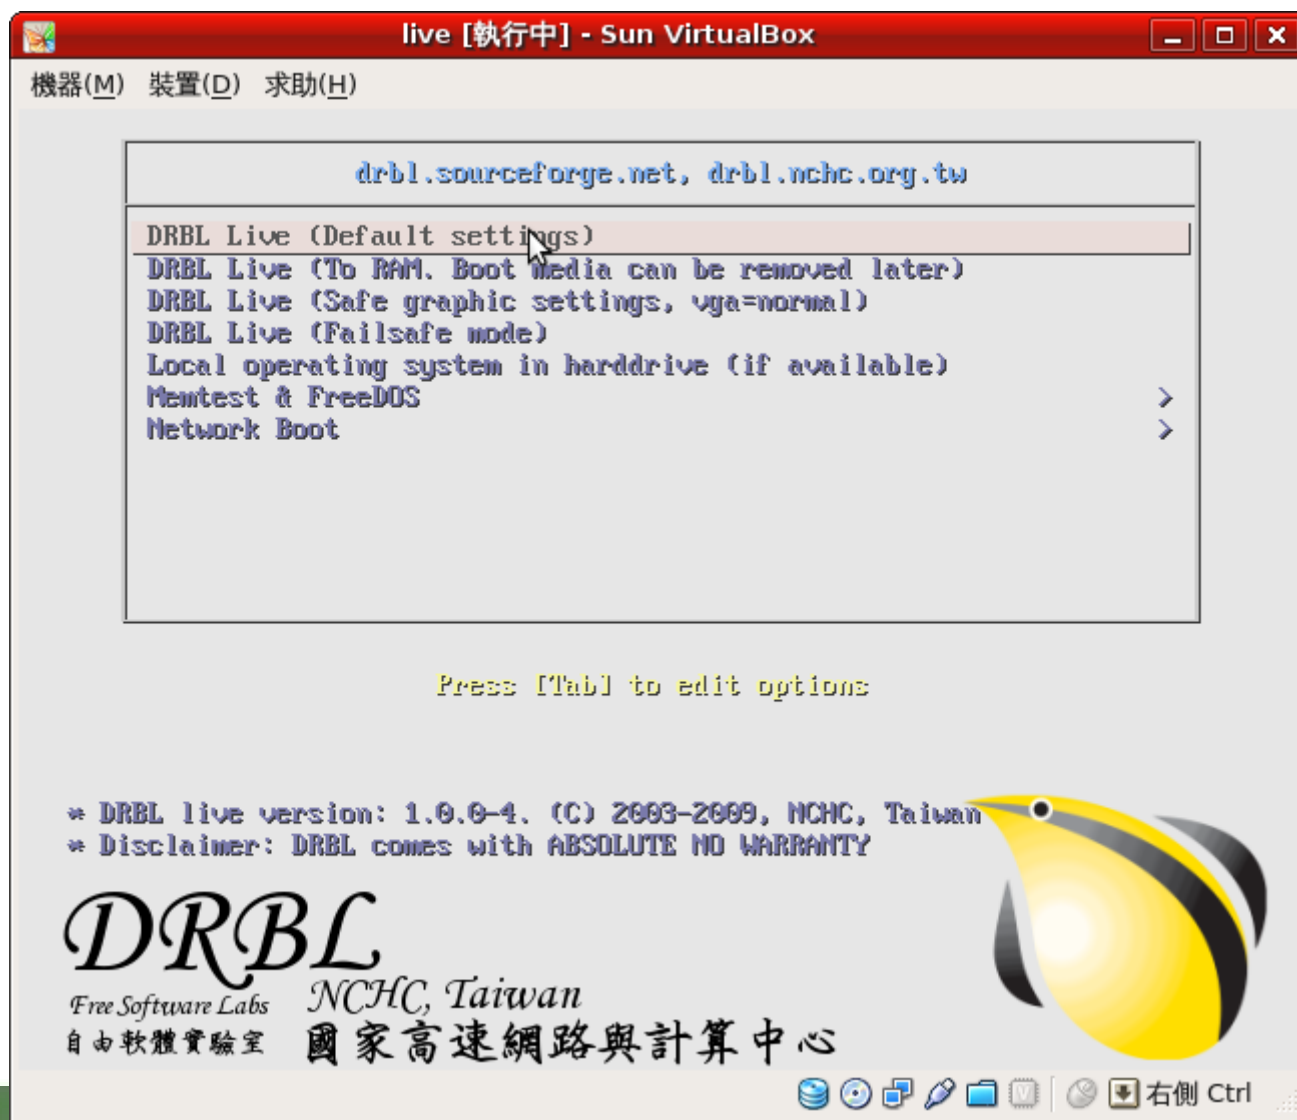 live [執行中] - Sun VirtualBox
機器(M) 裝置(D) 求助(H)
drbl.sourceforge.net, drbl.nchc.org.tw
DRBL Live (Default settings)
DRBL Live (To RAM. Boot media can be removed later)
DRBL Live (Safe graphic settings, vga=normal)
DRBL Live (Failsafe mode)
Local operating system in harddrive (if available)
Memtest & FreeDOS >
Network Boot >
Press [Tab] to edit options
* DRBL live version: 1.0.0-4. (C) 2003-2009, NCHC, Taiwan
* Disclaimer: DRBL comes with ABSOLUTE NO WARRANTY
DRBL
Free Software Labs NCHC, Taiwan
自由軟體實驗室 國家高速網路與計算中心
右側 Ctrl